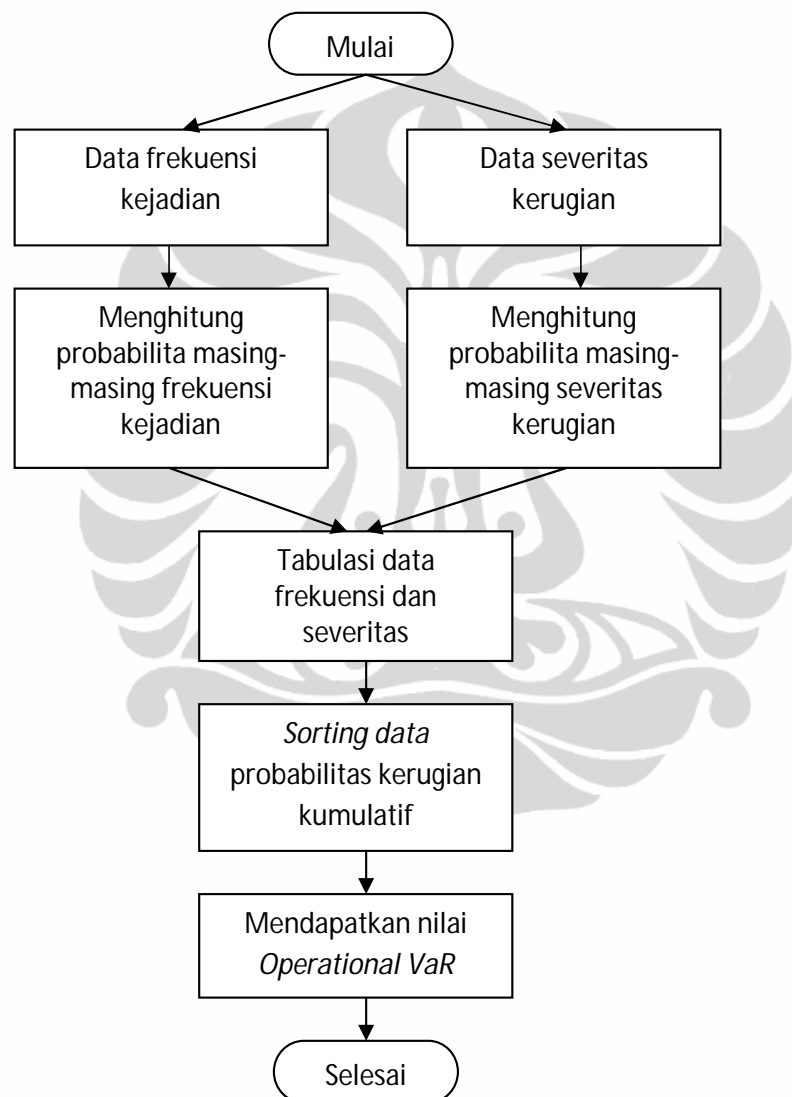 Mulai
Data frekuensi
kejadian
Data severitas
kerugian
Menghitung
probabilita masing-
masing frekuensi
kejadian
Menghitung
probabilita masing-
masing severitas
kerugian
Tabulasi data
frekuensi dan
severitas
Sorting data
probabilitas kerugian
kumulatif
Mendapatkan nilai
Operational VaR
Selesai